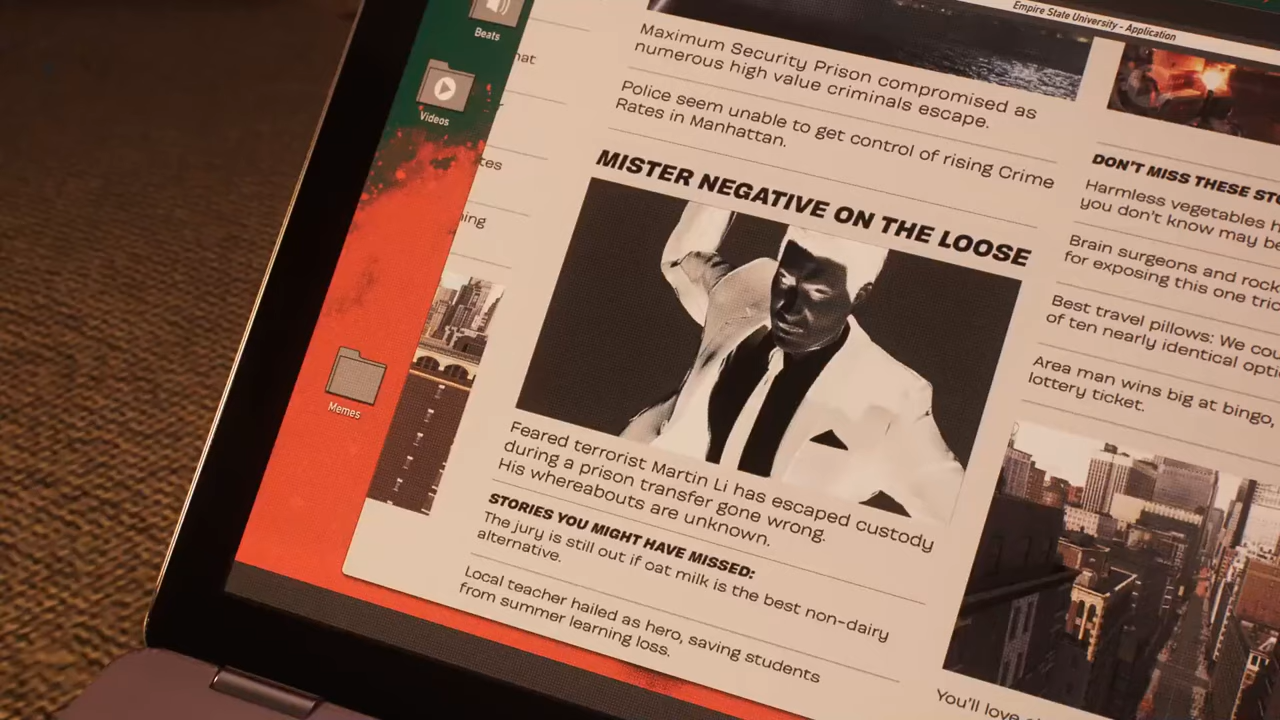 Empire State University - Application
Beats
Videos
Memes
hat
tes
ing
Maximum Security Prison compromised as
numerous high value criminals escape.
Police seem unable to get control of rising Crime
Rates in Manhattan.
MISTER NEGATIVE ON THE LOOSE
Feared terrorist Martin Li has escaped custody
during a prison transfer gone wrong.
His whereabouts are unknown.
STORIES YOU MIGHT HAVE MISSED:
The jury is still out if oat milk is the best non-dairy
alternative.
Local teacher hailed as hero, saving students
from summer learning loss.
DON'T MISS THESE STO
Harmless vegetables h
you don't know may be
Brain surgeons and rock
for exposing this one tric
Best travel pillows: We cou
of ten nearly identical optio
Area man wins big at bingo,
lottery ticket.
You'll love